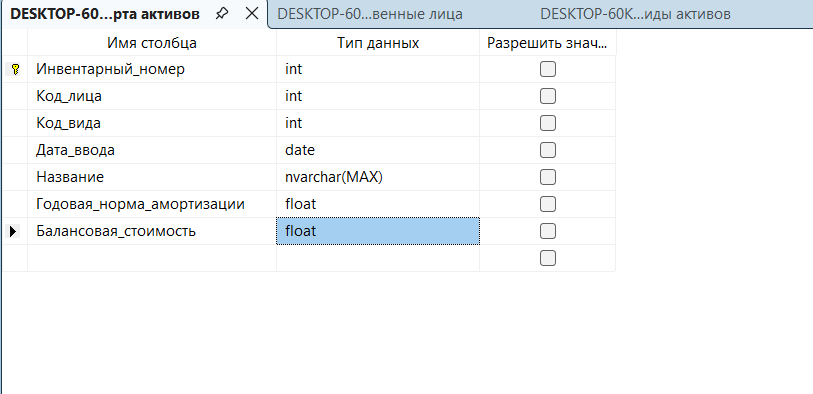 DESKTOP-60...рта активов DESKTOP-60...венные лица DESKTOP-60K...иды активов
Имя столбца Тип данных Разрешить знач...
Инвентарный_номер int
Код_лица int
Код_вида int
Дата_ввода date
Название nvarchar(MAX)
Годовая_норма_амортизации float
Балансовая_стоимость float